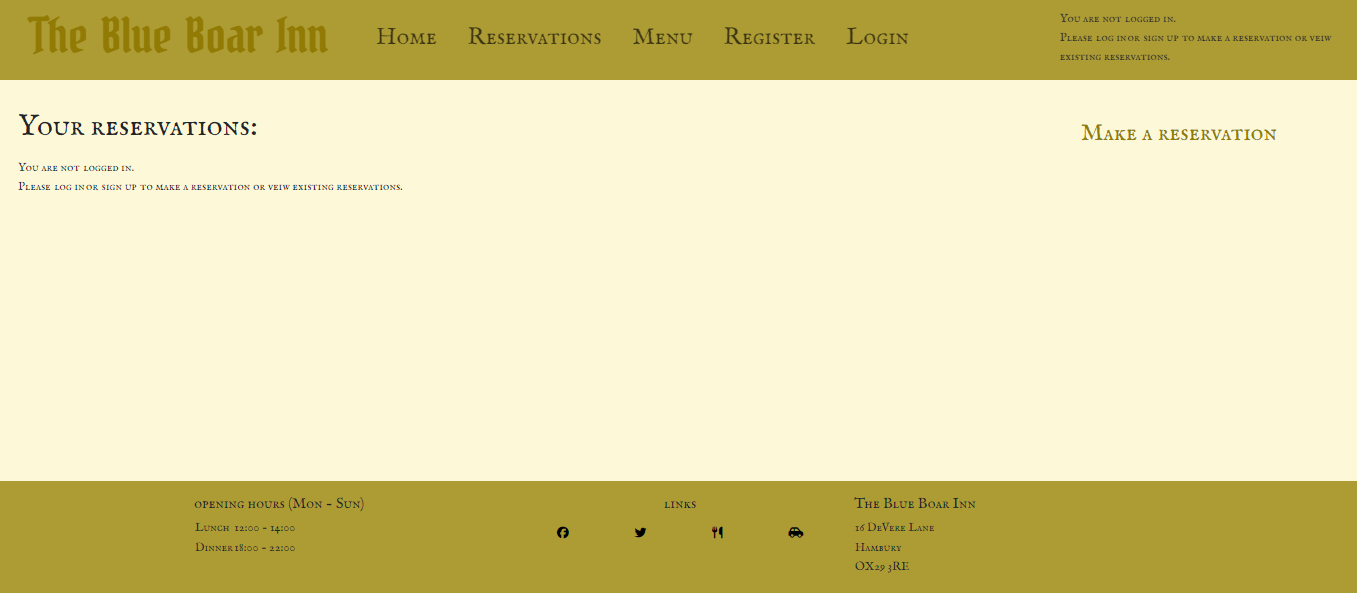 The Blue Boar Inn
Home Reservations Menu Register Login
You are not logged in.
Please log in or sign up to make a reservation or veiw
existing reservations.
Your reservations:
You are not logged in.
Please log in or sign up to make a reservation or veiw existing reservations.
Make a reservation
opening hours (Mon - Sun)
Lunch 12:00 - 14:00
Dinner 18:00 - 22:00
links
The Blue Boar Inn
16 DeVere Lane
Hambury
OX29 3RE